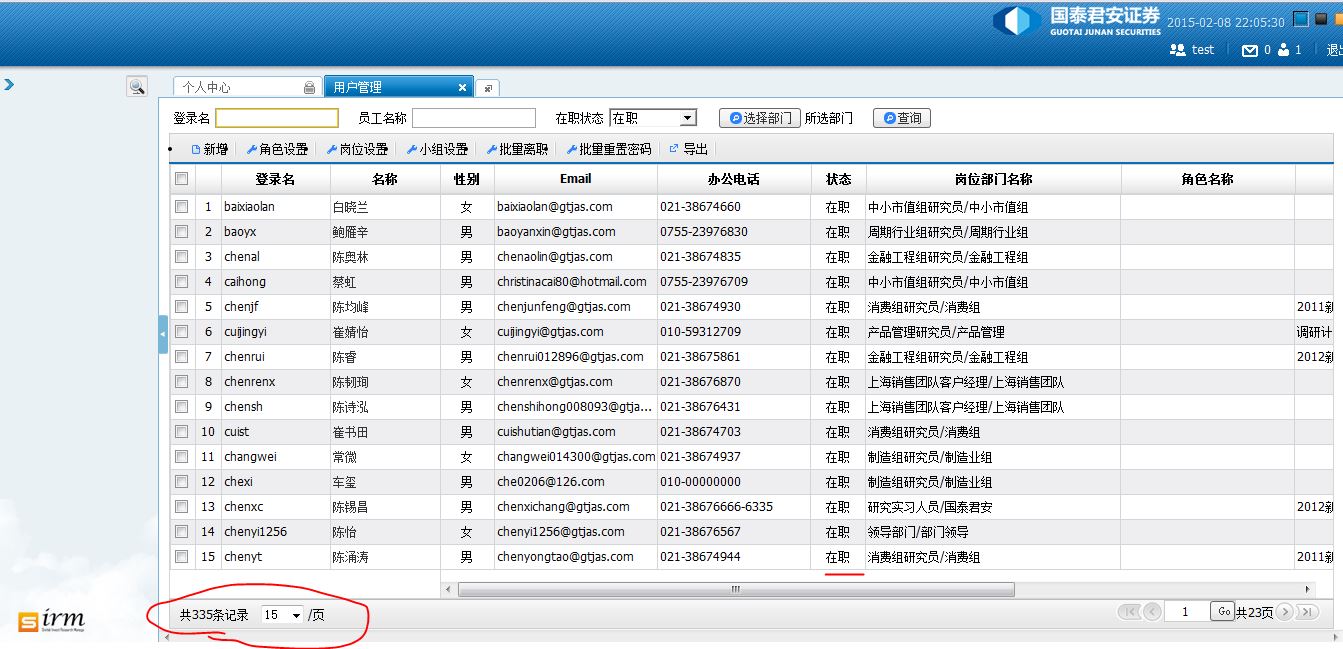 国泰君安证券 2015-02-08 22:05:30
GUOTAI JUNAN SECURITIES
test 0 1 退出
个人中心 用户管理
登录名 员工名称 在职状态 在职 选择部门 所选部门 查询
新增 角色设置 岗位设置 小组设置 批量离职 批量重置密码 导出
登录名 名称 性别 Email 办公电话 状态 岗位部门名称 角色名称
1 baixiaolan 白晓兰 女 baixiaolan@gtjas.com 021-38674660 在职 中小市值组研究员/中小市值组
2 baoyx 鲍雁辛 男 baoyanxin@gtjas.com 0755-23976830 在职 周期行业组研究员/周期行业组
3 chenal 陈奥林 男 chenaolin@gtjas.com 021-38674835 在职 金融工程组研究员/金融工程组
4 caihong 蔡虹 男 christinacai80@hotmail.com 0755-23976709 在职 中小市值组研究员/中小市值组
5 chenjf 陈均峰 男 chenjunfeng@gtjas.com 021-38674930 在职 消费组研究员/消费组 2011新
6 cuijingyi 崔婧怡 女 cuijingyi@gtjas.com 010-59312709 在职 产品管理研究员/产品管理 调研计
7 chenrui 陈睿 男 chenrui012896@gtjas.com 021-38675861 在职 金融工程组研究员/金融工程组 2012新
8 chenrenx 陈韧珣 女 chenrenx@gtjas.com 021-38676870 在职 上海销售团队客户经理/上海销售团队
9 chensh 陈诗泓 男 chenshihong008093@gtja... 021-38676431 在职 上海销售团队客户经理/上海销售团队
10 cuist 崔书田 男 cuishutian@gtjas.com 021-38674703 在职 消费组研究员/消费组
11 changwei 常微 女 changwei014300@gtjas.com 021-38674937 在职 制造组研究员/制造业组
12 chexi 车玺 男 che0206@126.com 010-00000000 在职 制造组研究员/制造业组
13 chenxc 陈锡昌 男 chenxichang@gtjas.com 021-38676666-6335 在职 研究实习人员/国泰君安 2012新
14 chenyi1256 陈怡 女 chenyi1256@gtjas.com 021-38676567 在职 领导部门/部门领导
15 chenyt 陈涌涛 男 chenyongtao@gtjas.com 021-38674944 在职 消费组研究员/消费组 2011新
共335条记录 15 /页 1 Go 共23页
sirm